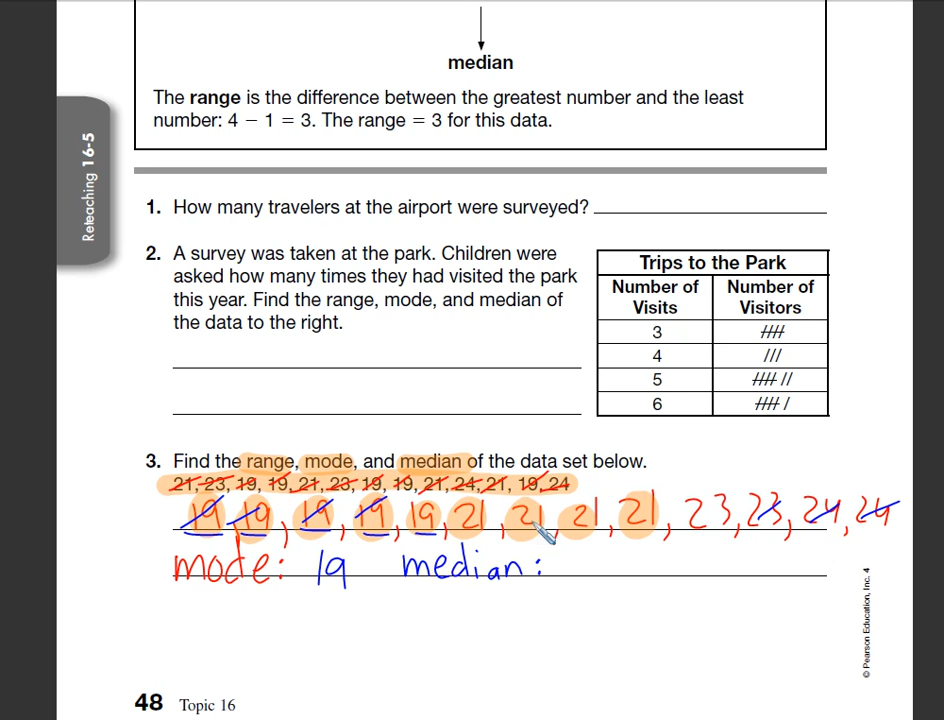 median
The range is the difference between the greatest number and the least
number: 4 − 1 = 3. The range = 3 for this data.
Reteaching 16-5
1. How many travelers at the airport were surveyed?
2. A survey was taken at the park. Children were
asked how many times they had visited the park
this year. Find the range, mode, and median of
the data to the right.
Trips to the Park
Number of Visits Number of Visitors
3 ////
4 ///
5 //// //
6 //// /
3. Find the range, mode, and median of the data set below.
21, 23, 19, 19, 21, 23, 19, 19, 21, 24, 21, 19, 24
19, 19, 19, 19, 19, 21, 21, 21, 21, 23, 23, 24, 24
mode: 19 median:
© Pearson Education, Inc. 4
48 Topic 16